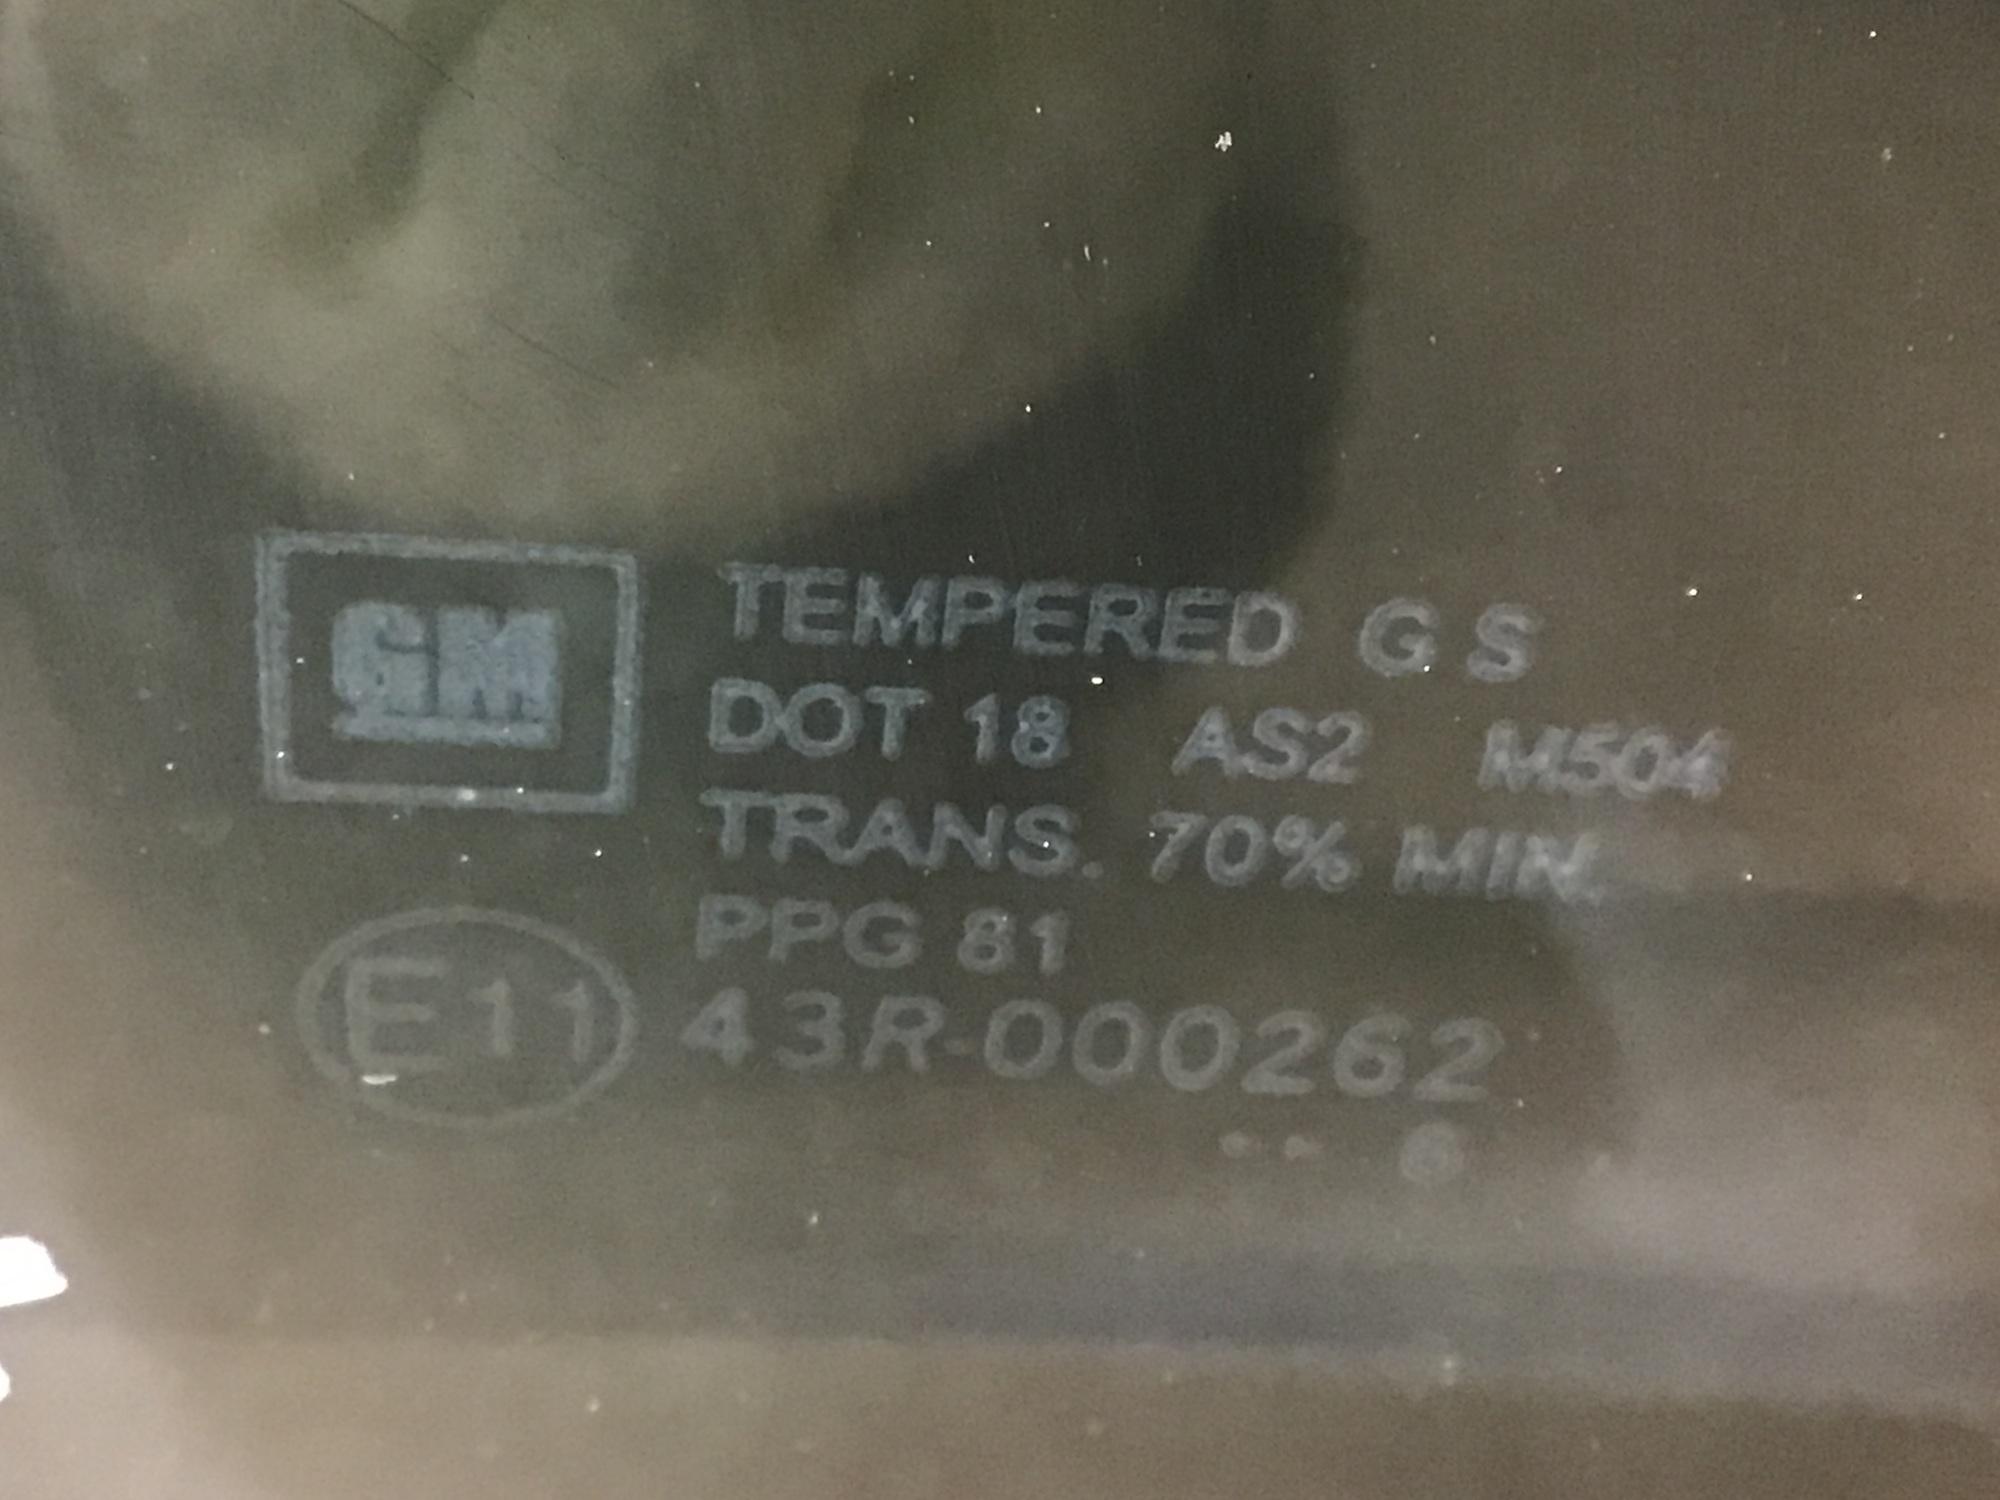 GM
TEMPERED G S
DOT 18 AS2 M504
TRANS. 70% MIN.
PPG 81
E11
43R-000262